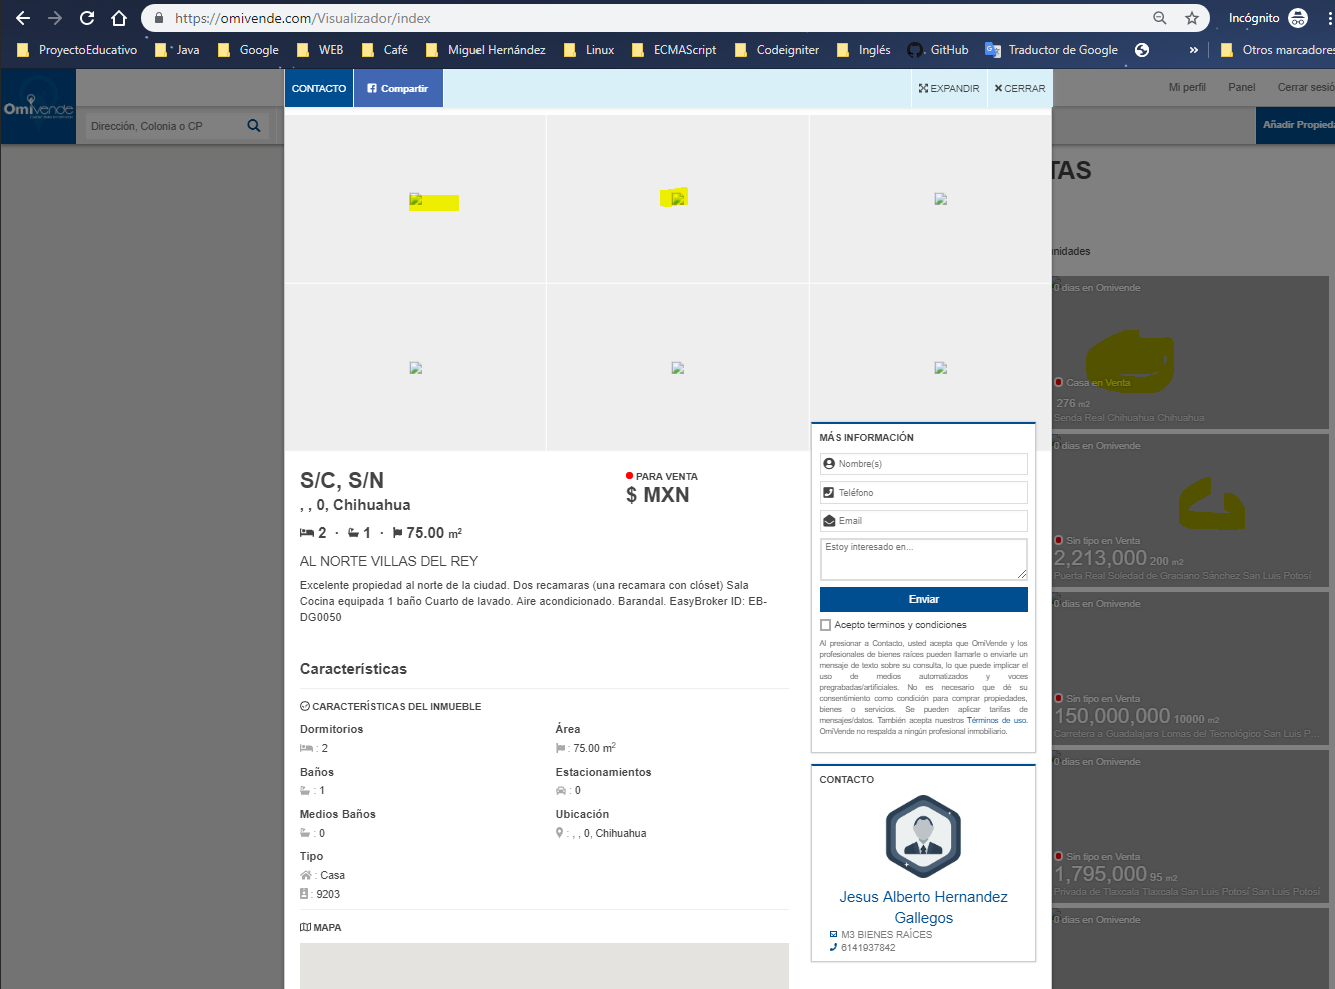 https://omivende.com/Visualizador/index
Incógnito
ProyectoEducativo
Java
Google
WEB
Café
Miguel Hernández
Linux
ECMAScript
Codeigniter
Inglés
GitHub
Traductor de Google
»
Otros marcadores
Omivende
Dirección, Colonia o CP
CONTACTO
Compartir
EXPANDIR
CERRAR
Mi perfil
Panel
Cerrar sesió
Añadir Propieda
TAS
nidades
S/C, S/N
, , 0, Chihuahua
2 · 1 · 75.00 m²
PARA VENTA
$ MXN
AL NORTE VILLAS DEL REY
Excelente propiedad al norte de la ciudad. Dos recamaras (una recamara con clóset) Sala
Cocina equipada 1 baño Cuarto de lavado. Aire acondicionado. Barandal. EasyBroker ID: EB-
DG0050
Características
CARACTERÍSTICAS DEL INMUEBLE
Dormitorios
: 2
Baños
: 1
Medios Baños
: 0
Tipo
: Casa
: 9203
Área
: 75.00 m²
Estacionamientos
: 0
Ubicación
: , , 0, Chihuahua
MAPA
MÁS INFORMACIÓN
Nombre(s)
Teléfono
Email
Estoy interesado en...
Enviar
Acepto terminos y condiciones
Al presionar a Contacto, usted acepta que OmiVende y los
profesionales de bienes raíces pueden llamarle o enviarle un
mensaje de texto sobre su consulta, lo que puede implicar el
uso de medios automatizados y voces
pregrabadas/artificiales. No es necesario que dé su
consentimiento como condición para comprar propiedades,
bienes o servicios. Se pueden aplicar tarifas de
mensajes/datos. También acepta nuestros Términos de uso.
OmiVende no respalda a ningún profesional inmobiliario.
CONTACTO
Jesus Alberto Hernandez
Gallegos
M3 BIENES RAÍCES
6141937842
0 dias en Omivende
Casa en Venta
276 m2
Senda Real Chihuahua Chihuahua
0 dias en Omivende
Sin tipo en Venta
2,213,000 200 m2
Puerta Real Soledad de Graciano Sánchez San Luis Potosí
0 dias en Omivende
Sin tipo en Venta
150,000,000 10000 m2
Carretera a Guadalajara Lomas del Tecnológico San Luis P...
0 dias en Omivende
Sin tipo en Venta
1,795,000 95 m2
Privada de Tlaxcala Tlaxcala San Luis Potosí San Luis Potosí
0 dias en Omivende